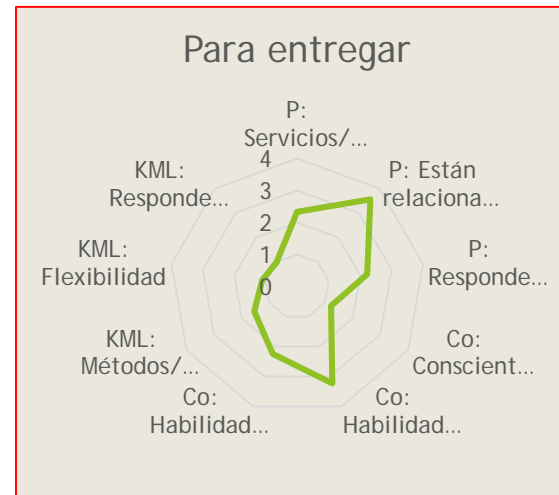 Para entregar
P:
Servicios/...
P: Están
relaciona...
P:
Responde...
Co:
Conscient...
Co:
Habilidad...
Co:
Habilidad...
KML:
Métodos/...
KML:
Flexibilidad
KML:
Responde...
4
3
2
1
0